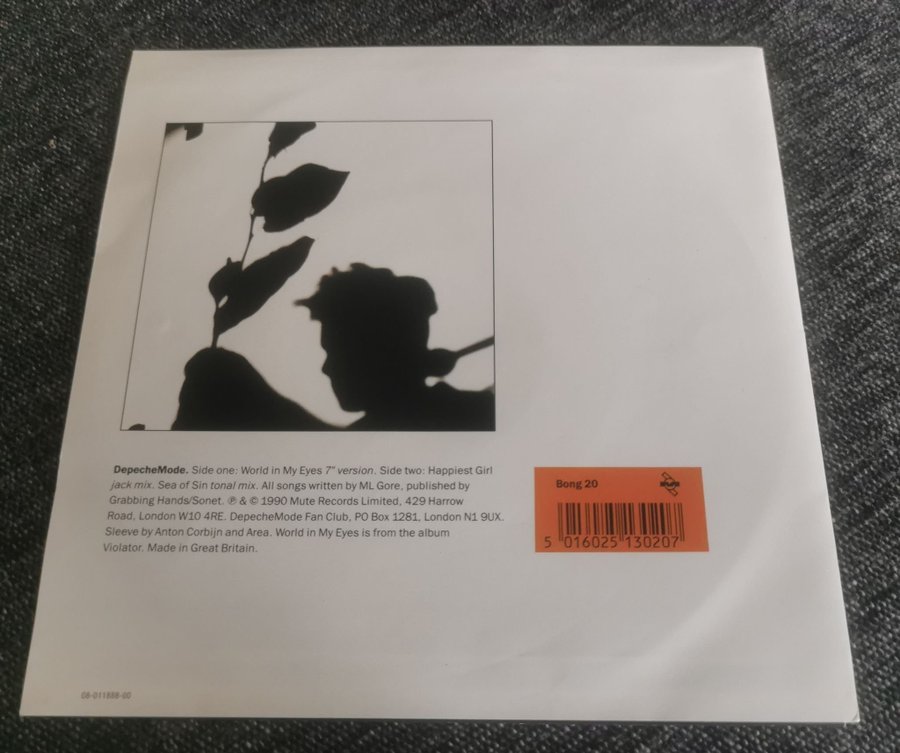 DepecheMode. Side one: World in My Eyes 7" version. Side two: Happiest Girl
jack mix. Sea of Sin tonal mix. All songs written by ML Gore, published by
Grabbing Hands/Sonet. ℗ & © 1990 Mute Records Limited, 429 Harrow
Road, London W10 4RE. DepecheMode Fan Club, PO Box 1281, London N1 9UX.
Sleeve by Anton Corbijn and Area. World in My Eyes is from the album
Violator. Made in Great Britain.
Bong 20
5 016025 130207
08-011888-00